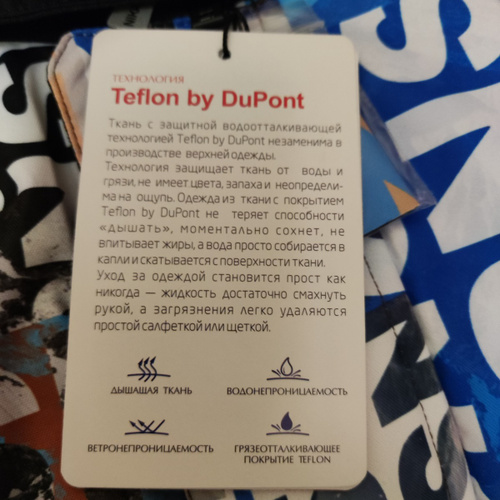 ТЕХНОЛОГИЯ
Teflon by DuPont
Ткань с защитной водоотталкивающей
технологией Teflon by DuPont незаменима в
производстве верхней одежды.
Технология защищает ткань от воды и
грязи, не имеет цвета, запаха и неопредели-
ма на ощупь. Одежда из ткани с покрытием
Teflon by DuPont не теряет способности
«дышать», моментально сохнет, не
впитывает жиры, а вода просто собирается в
капли и скатывается с поверхности ткани.
Уход за одеждой становится прост как
никогда — жидкость достаточно смахнуть
рукой, а загрязнения легко удаляются
простой салфеткой или щеткой.
ДЫШАЩАЯ ТКАНЬ
ВОДОНЕПРОНИЦАЕМОСТЬ
ВЕТРОНЕПРОНИЦАЕМОСТЬ
ГРЯЗЕОТТАЛКИВАЮЩЕЕ
ПОКРЫТИЕ TEFLON